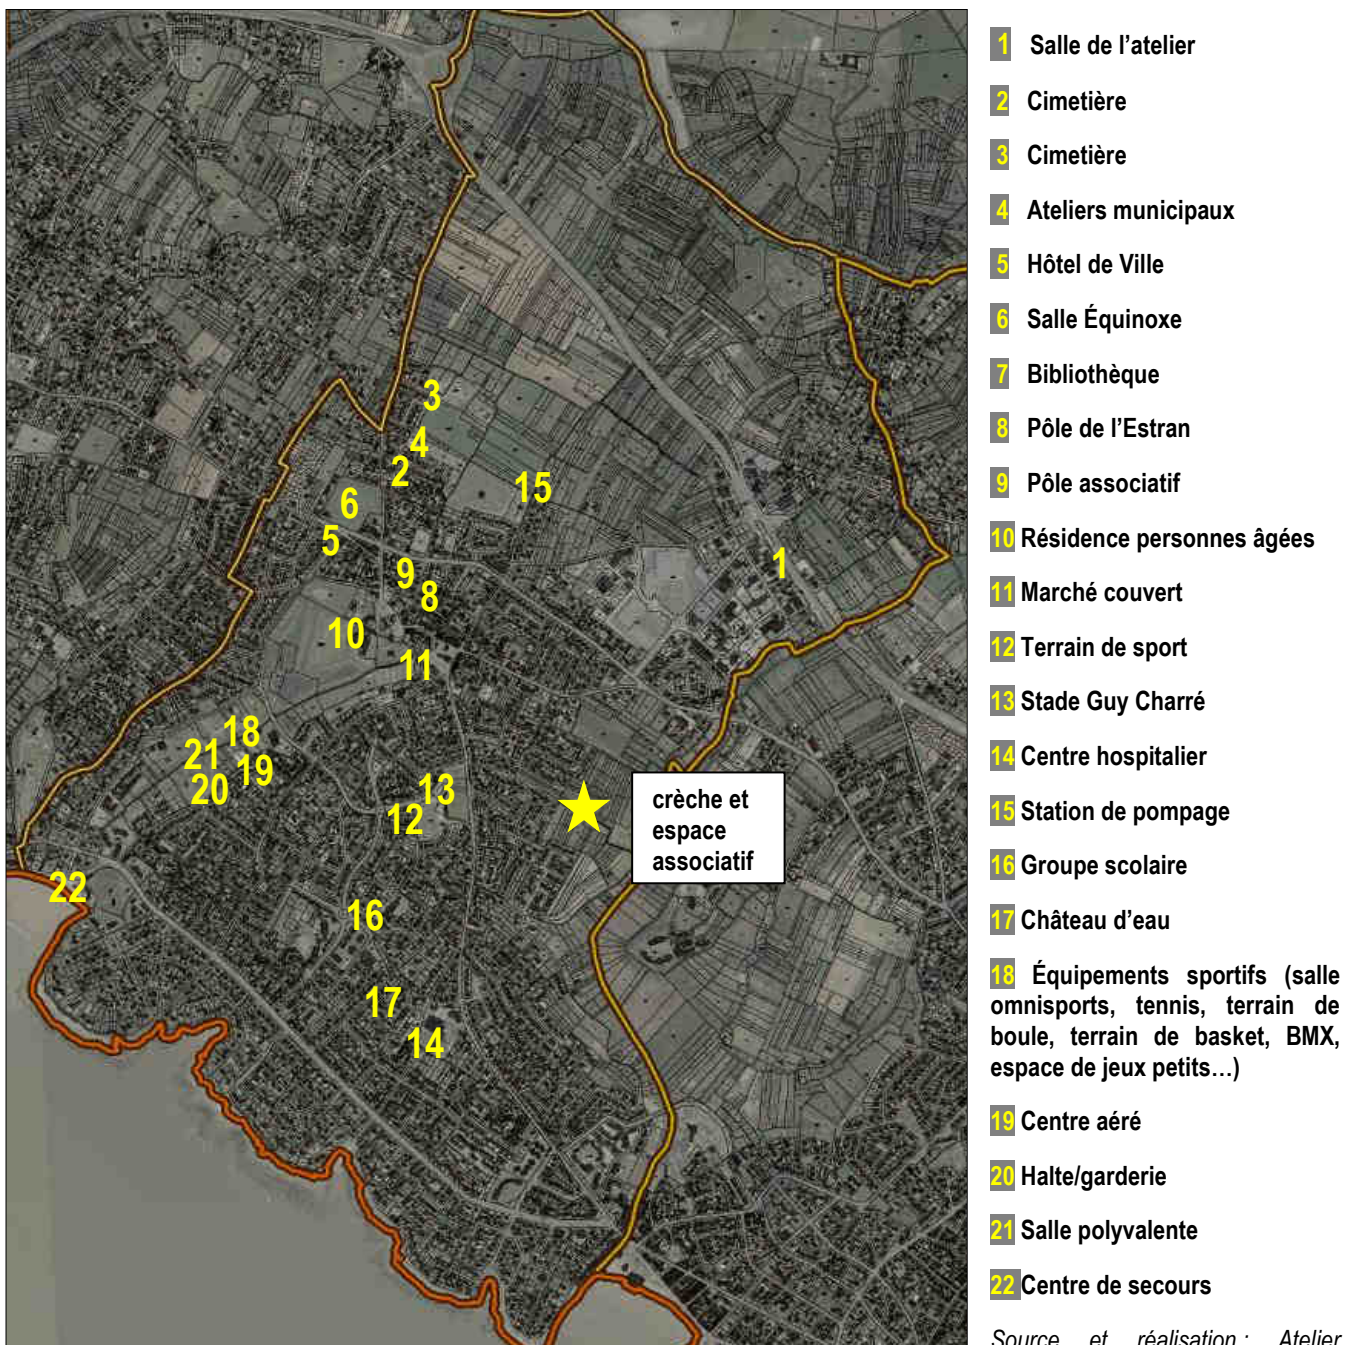 3
4
2
15
6
5
1
9
8
10
11
18
21
19
20
13
12
crèche et
espace
associatif
22
16
17
14
1 Salle de l’atelier
2 Cimetière
3 Cimetière
4 Ateliers municipaux
5 Hôtel de Ville
6 Salle Équinoxe
7 Bibliothèque
8 Pôle de l’Estran
9 Pôle associatif
10 Résidence personnes âgées
11 Marché couvert
12 Terrain de sport
13 Stade Guy Charré
14 Centre hospitalier
15 Station de pompage
16 Groupe scolaire
17 Château d’eau
18 Équipements sportifs (salle
omnisports, tennis, terrain de
boule, terrain de basket, BMX,
espace de jeux petits…)
19 Centre aéré
20 Halte/garderie
21 Salle polyvalente
22 Centre de secours
Source et réalisation : Atelier